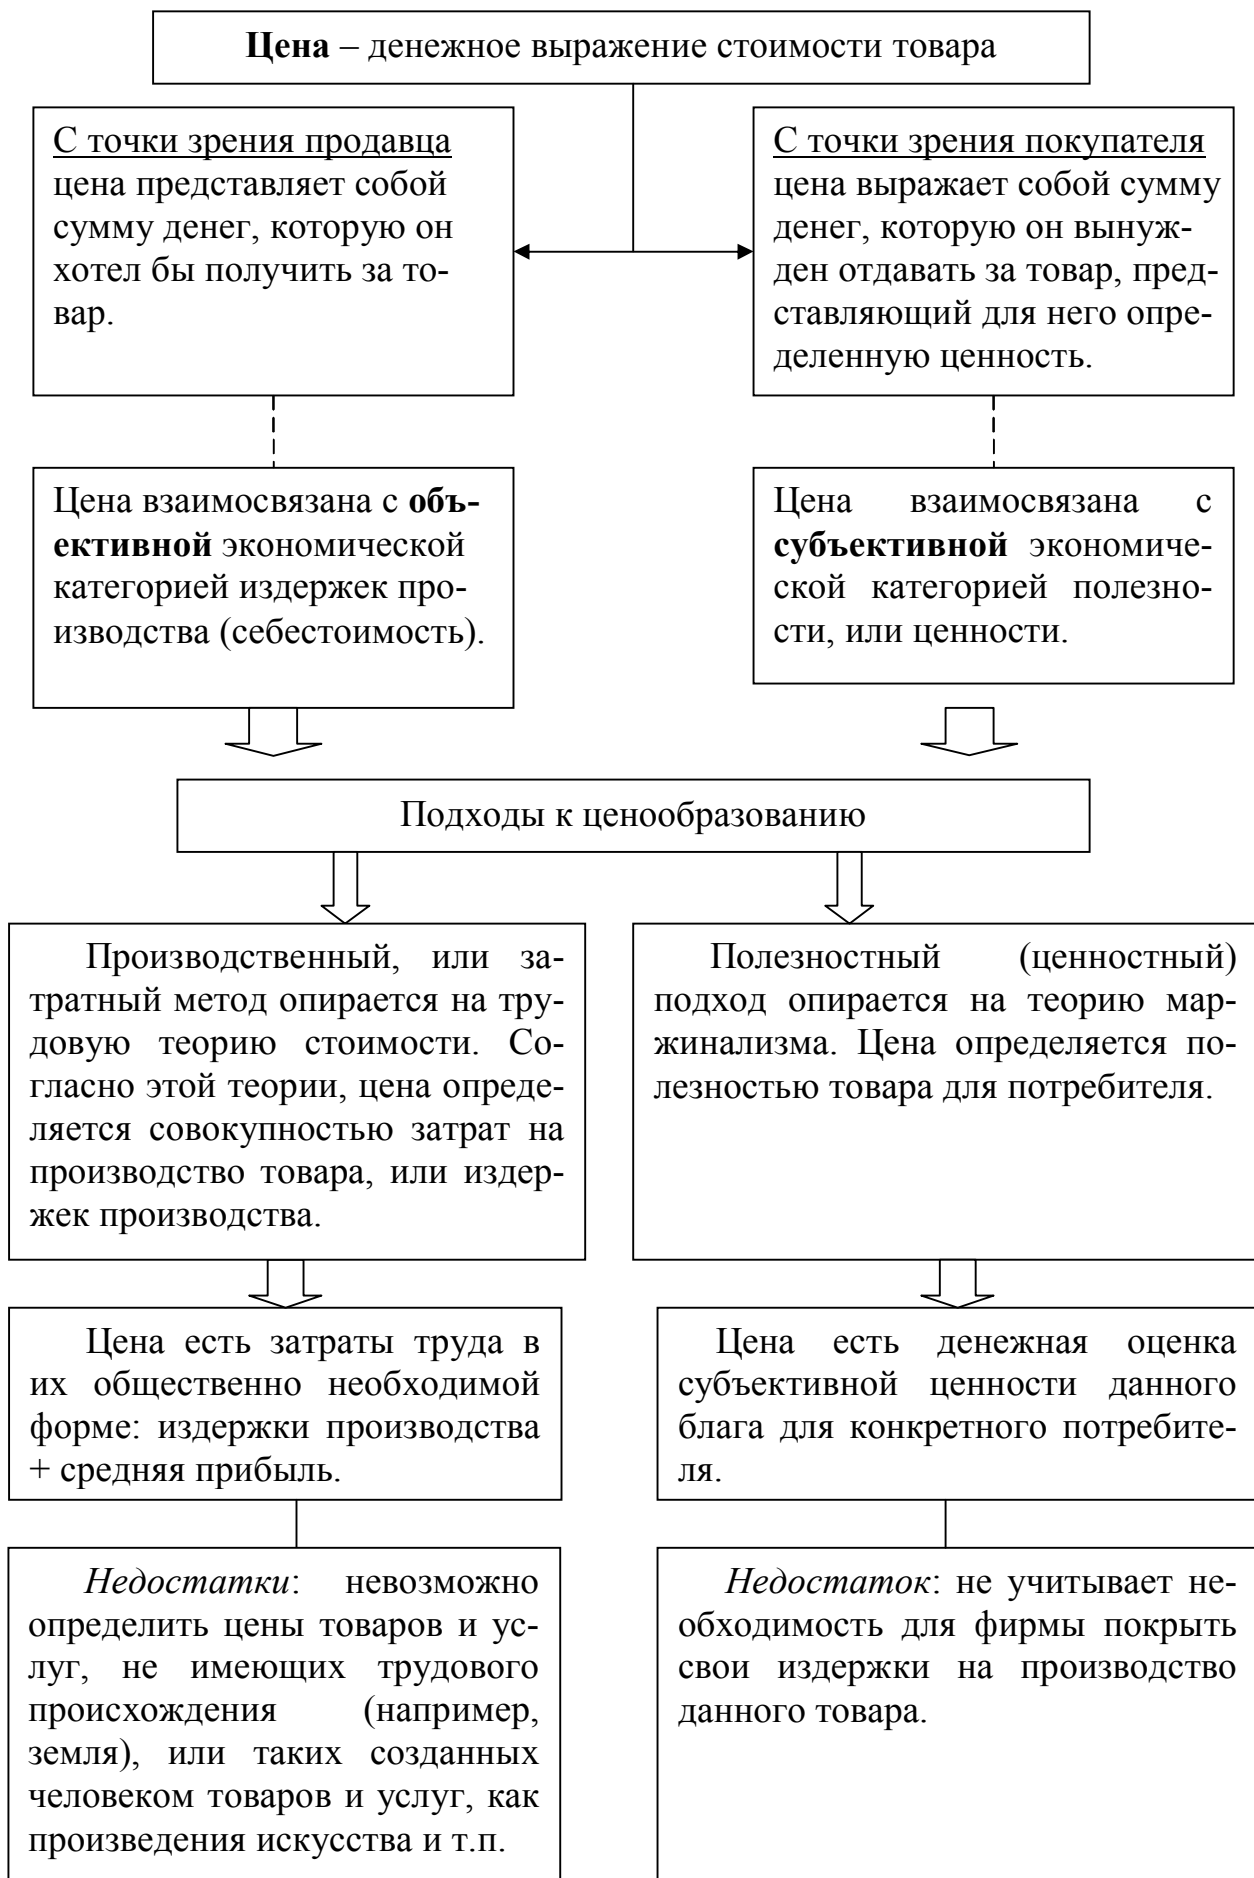 Цена – денежное выражение стоимости товара
С точки зрения продавца
цена представляет собой
сумму денег, которую он
хотел бы получить за то-
вар.
С точки зрения покупателя
цена выражает собой сумму
денег, которую он вынуж-
ден отдавать за товар, пред-
ставляющий для него опре-
деленную ценность.
Цена взаимосвязана с объ-
ективной экономической
категорией издержек про-
изводства (себестоимость).
Цена взаимосвязана с
субъективной экономиче-
ской категорией полезно-
сти, или ценности.
Подходы к ценообразованию
Производственный, или за-
тратный метод опирается на тру-
довую теорию стоимости. Со-
гласно этой теории, цена опреде-
ляется совокупностью затрат на
производство товара, или издер-
жек производства.
Полезностный (ценностный)
подход опирается на теорию мар-
жинализма. Цена определяется по-
лезностью товара для потребителя.
Цена есть затраты труда в
их общественно необходимой
форме: издержки производства
+ средняя прибыль.
Цена есть денежная оценка
субъективной ценности данного
блага для конкретного потребите-
ля.
Недостатки: невозможно
определить цены товаров и ус-
луг, не имеющих трудового
происхождения (например,
земля), или таких созданных
человеком товаров и услуг, как
произведения искусства и т.п.
Недостаток: не учитывает не-
обходимость для фирмы покрыть
свои издержки на производство
данного товара.